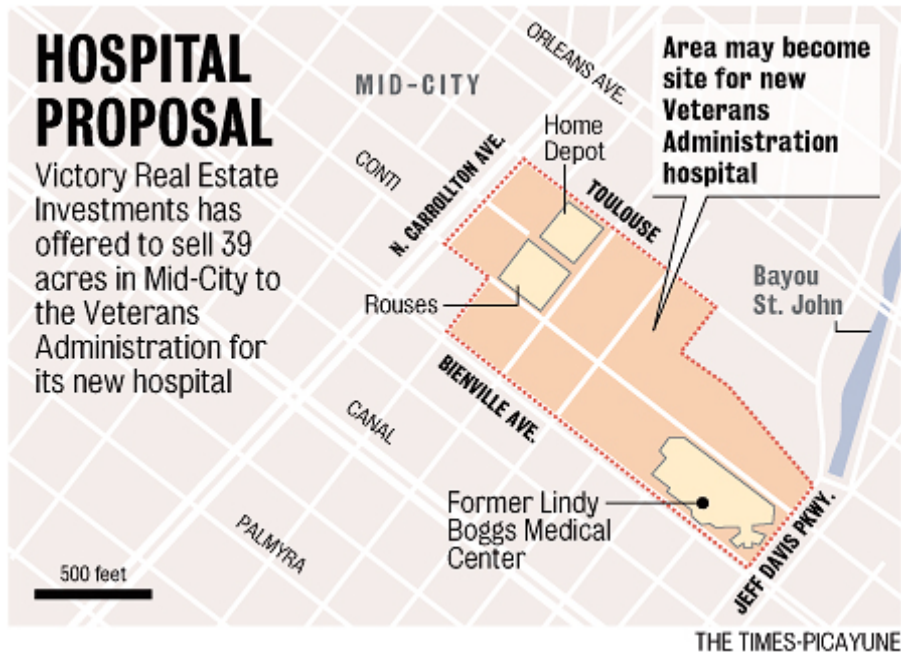 HOSPITAL
PROPOSAL
Victory Real Estate
Investments has
offered to sell 39
acres in Mid-City to
the Veterans
Administration for
its new hospital
MID-CITY
ORLEANS AVE.
CONTI
N. CARROLLTON AVE.
Home
Depot
TOULOUSE
Area may become
site for new
Veterans
Administration
hospital
Bayou
St. John
Rouses
BIENVILLE AVE.
CANAL
PALMYRA
Former Lindy
Boggs Medical
Center
JEFF DAVIS PKWY.
500 feet
THE TIMES-PICAYUNE